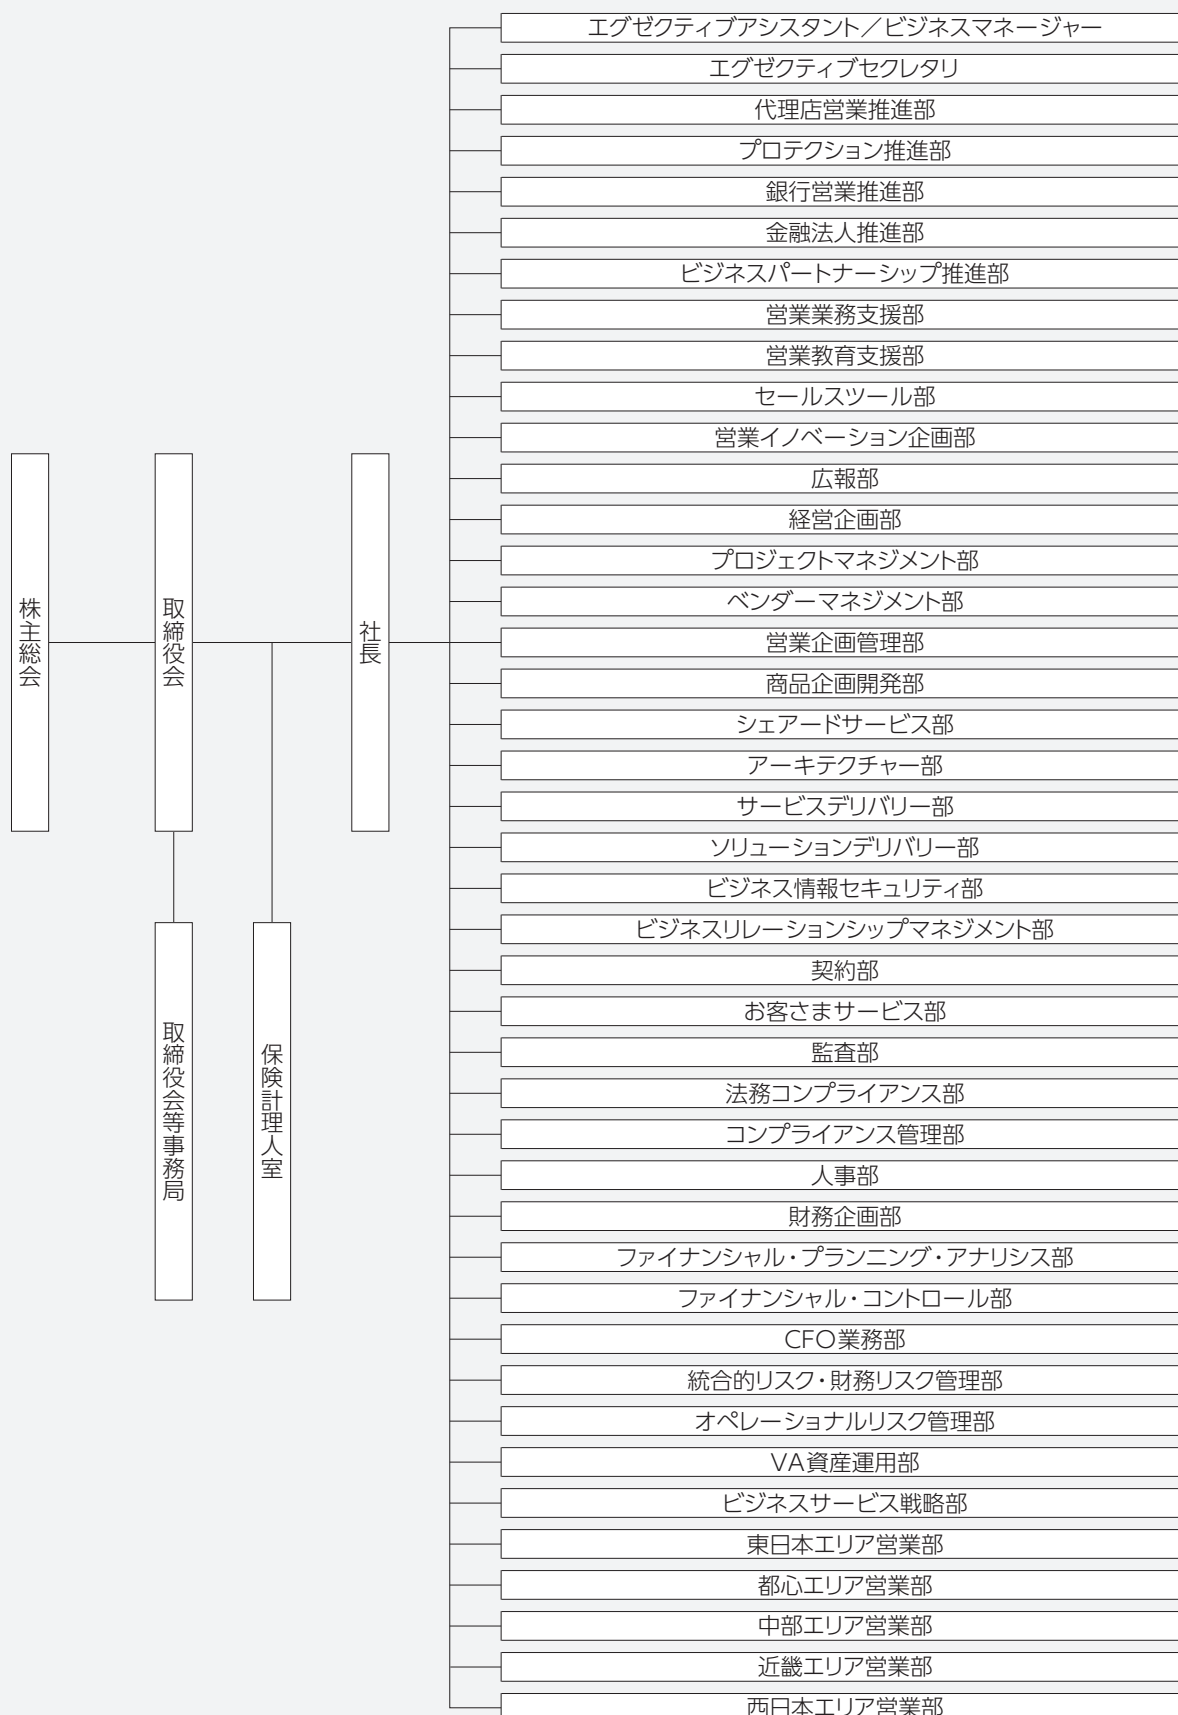 株主総会
取締役会
社長
取締役会等事務局
保険計理人室
エグゼクティブアシスタント／ビジネスマネージャー
エグゼクティブセクレタリ
代理店営業推進部
プロテクション推進部
銀行営業推進部
金融法人推進部
ビジネスパートナーシップ推進部
営業業務支援部
営業教育支援部
セールスツール部
営業イノベーション企画部
広報部
経営企画部
プロジェクトマネジメント部
ベンダーマネジメント部
営業企画管理部
商品企画開発部
シェアードサービス部
アーキテクチャー部
サービスデリバリー部
ソリューションデリバリー部
ビジネス情報セキュリティ部
ビジネスリレーションシップマネジメント部
契約部
お客さまサービス部
監査部
法務コンプライアンス部
コンプライアンス管理部
人事部
財務企画部
ファイナンシャル・プランニング・アナリシス部
ファイナンシャル・コントロール部
CFO業務部
統合的リスク・財務リスク管理部
オペレーショナルリスク管理部
VA資産運用部
ビジネスサービス戦略部
東日本エリア営業部
都心エリア営業部
中部エリア営業部
近畿エリア営業部
西日本エリア営業部